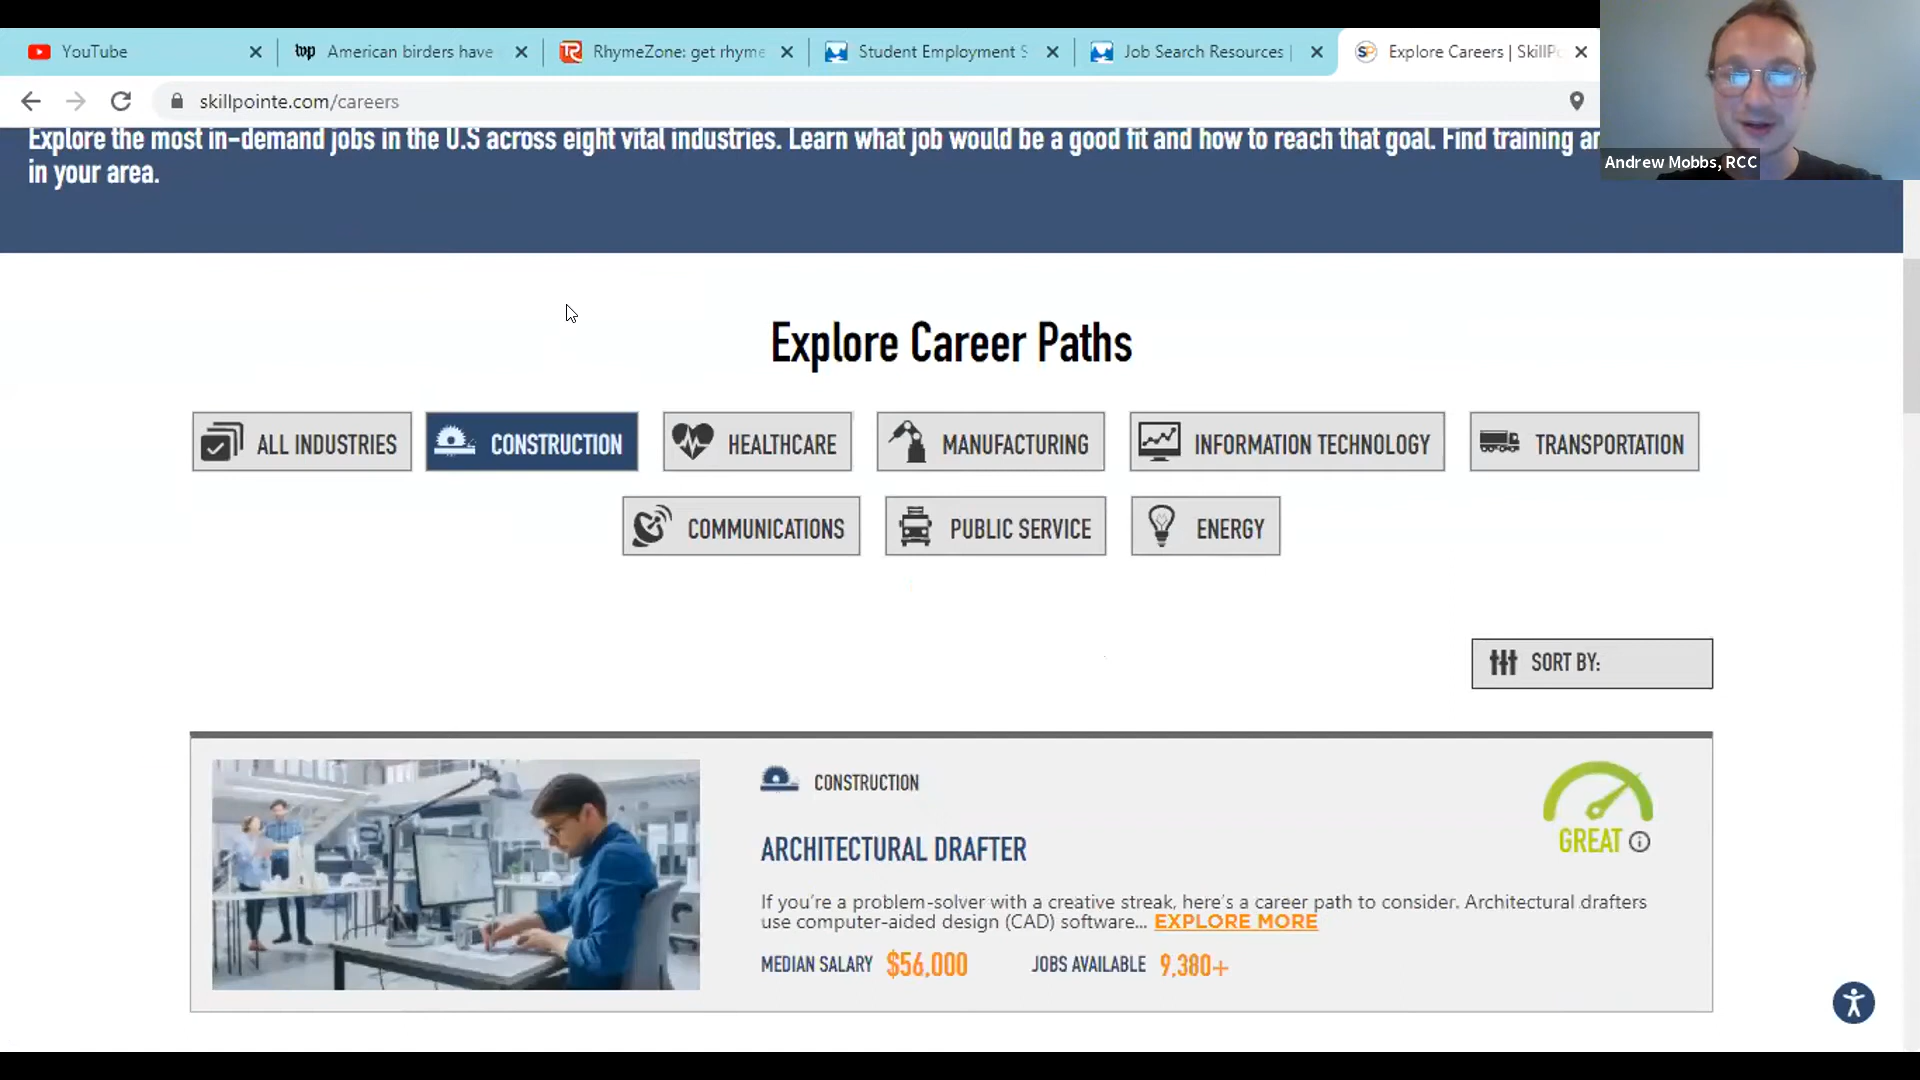 YouTube
wp American birders have
RhymeZone: get rhyme
Student Employment S
Job Search Resources |
Explore Careers | SkillPo
skillpointe.com/careers
Explore the most in-demand jobs in the U.S across eight vital industries. Learn what job would be a good fit and how to reach that goal. Find training
in your area.
Andrew Mobbs, RCC
Explore Career Paths
ALL INDUSTRIES
CONSTRUCTION
HEALTHCARE
MANUFACTURING
INFORMATION TECHNOLOGY
TRANSPORTATION
COMMUNICATIONS
PUBLIC SERVICE
ENERGY
SORT BY:
CONSTRUCTION
GREAT
ARCHITECTURAL DRAFTER
If you're a problem-solver with a creative streak, here's a career path to consider. Architectural drafters
use computer-aided design (CAD) software... EXPLORE MORE
MEDIAN SALARY $56,000 JOBS AVAILABLE 9,380+